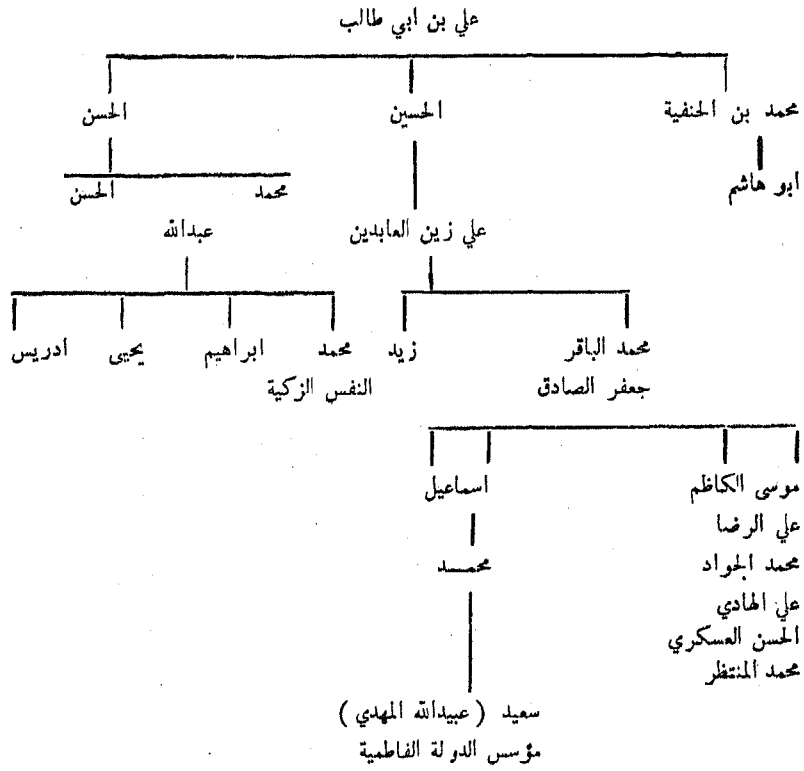 علي بن ابي طالب
محمد بن الحنفية الحسين الحسن
ابو هاشم محمد الحسن
علي زين العابدين عبدالله
محمد الباقر زيد محمد ابراهيم يحيى ادريس
جعفر الصادق النفس الزكية
موسى الكاظم اسماعيل
علي الرضا
محمد الجواد محمــد
علي الهادي
الحسن العسكري
محمد المنتظر
سعيد (عبيدالله المهدي)
مؤسس الدولة الفاطمية